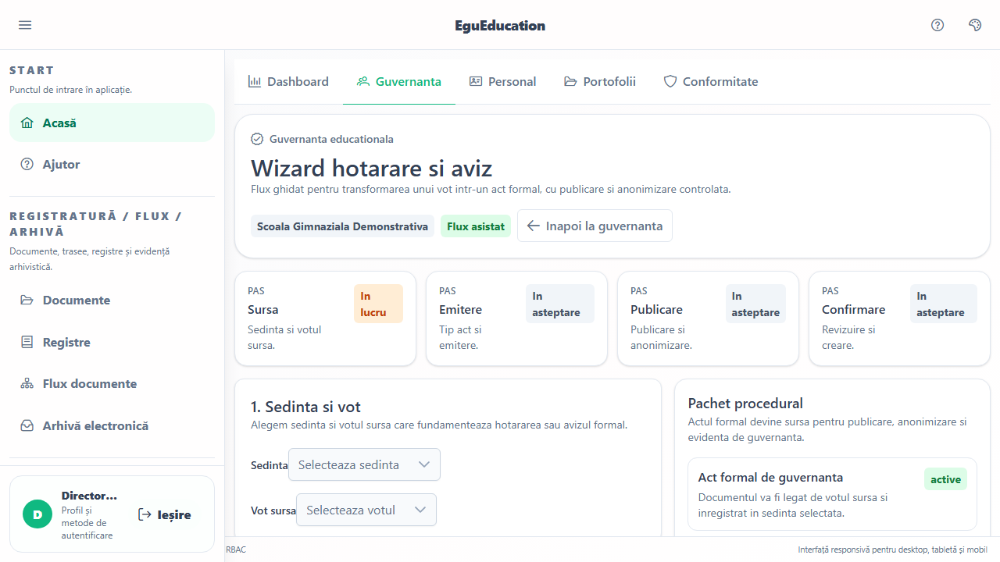 EguEducation
START
Punctul de intrare în aplicație.
Acasă
Ajutor
REGISTRATURĂ / FLUX /
ARHIVĂ
Documente, trasee, registre și evidență
arhivistică.
Documente
Registre
Flux documente
Arhivă electronică
D
Director...
Profil și
metode de
autentificare
Ieșire
Dashboard
Guvernanta
Personal
Portofolii
Conformitate
Guvernanta educationala
Wizard hotarare si aviz
Flux ghidat pentru transformarea unui vot intr-un act formal, cu publicare si anonimizare controlata.
Scoala Gimnaziala Demonstrativa
Flux asistat
Inapoi la guvernanta
PAS
Sursa
Sedinta si votul
sursa.
In
lucru
PAS
Emitere
Tip act si
emitere.
In
asteptare
PAS
Publicare
Publicare si
anonimizare.
In
asteptare
PAS
Confirmare
Revizuire si
creare.
In
asteptare
1. Sedinta si vot
Alegem sedinta si votul sursa care fundamenteaza hotararea sau avizul formal.
Sedinta
Selecteaza sedinta
Vot sursa
Selecteaza votul
Pachet procedural
Actul formal devine sursa pentru publicare, anonimizare si
evidenta de guvernanta.
Act formal de guvernanta
active
Documentul va fi legat de votul sursa si
inregistrat in sedinta selectata.
RBAC
Interfață responsivă pentru desktop, tabletă și mobil